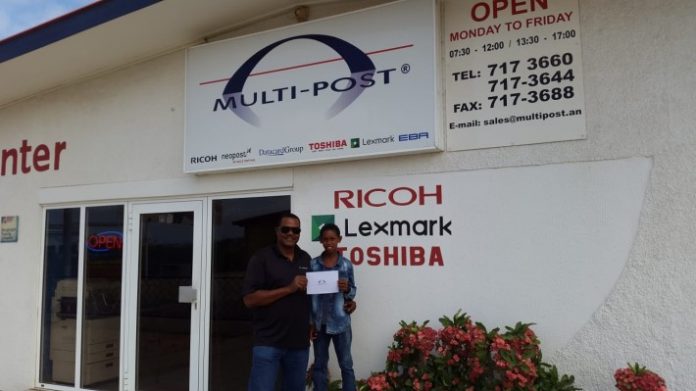 MULTI-POST®
RICOH neopost DatacardGroup TOSHIBA Lexmark EBA
OPEN
MONDAY TO FRIDAY
07:30 - 12:00 / 13:30 - 17:00
TEL: 717 3660
717-3644
FAX: 717-3688
E-mail: sales@multipost.an
nter
OPEN
RICOH
Lexmark
TOSHIBA